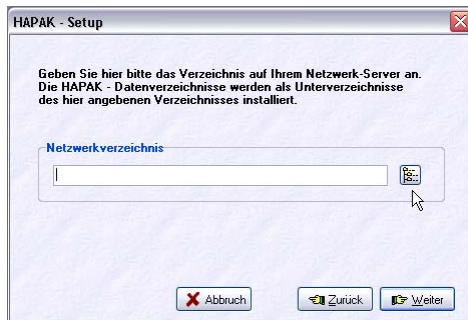 HAPAK - Setup
Geben Sie hier bitte das Verzeichnis auf Ihrem Netzwerk-Server an.
Die HAPAK - Datenverzeichnisse werden als Unterverzeichnisse
des hier angebenen Verzeichnisses installiert.
Netzwerkverzeichnis
Abbruch
Zurück
Weiter